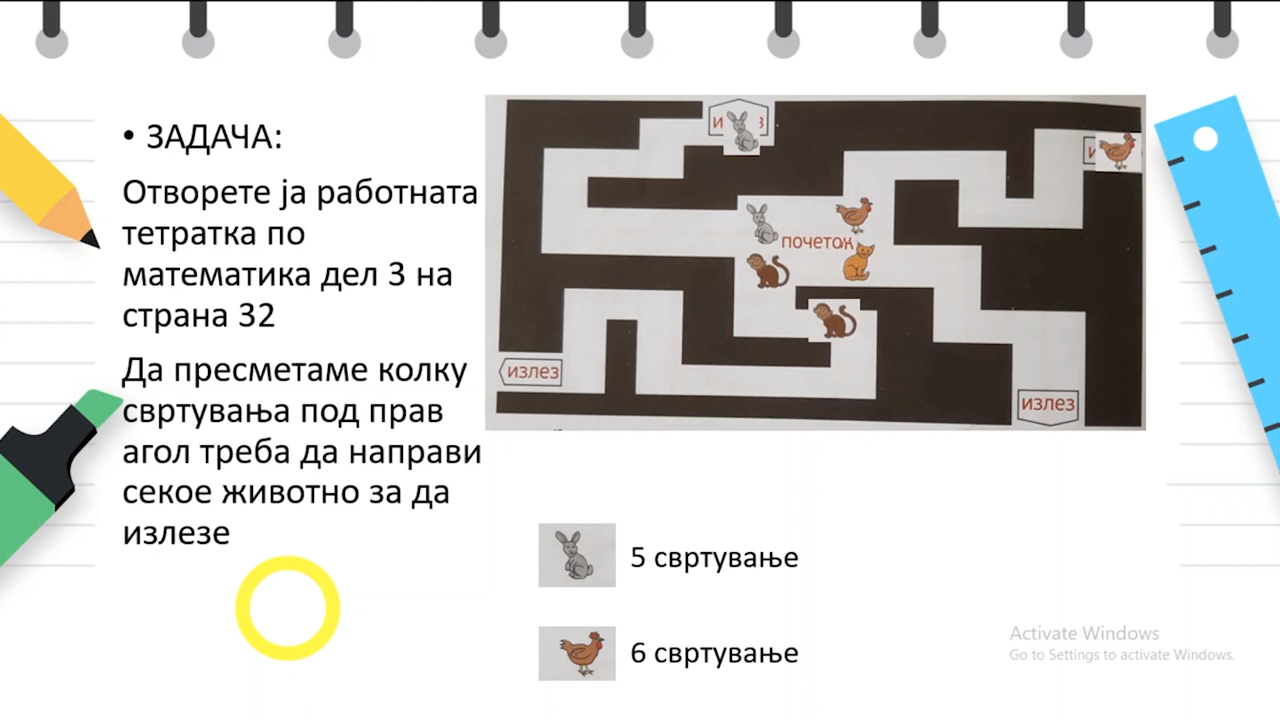 • ЗАДАЧА:
Отворете ја работната
тетратка по
математика дел 3 на
страна 32
Да пресметаме колку
свртувања под прав
агол треба да направи
секое животно за да
излезе
почеток
излез
излез
5 свртување
6 свртување
Activate Windows
Go to Settings to activate Windows.